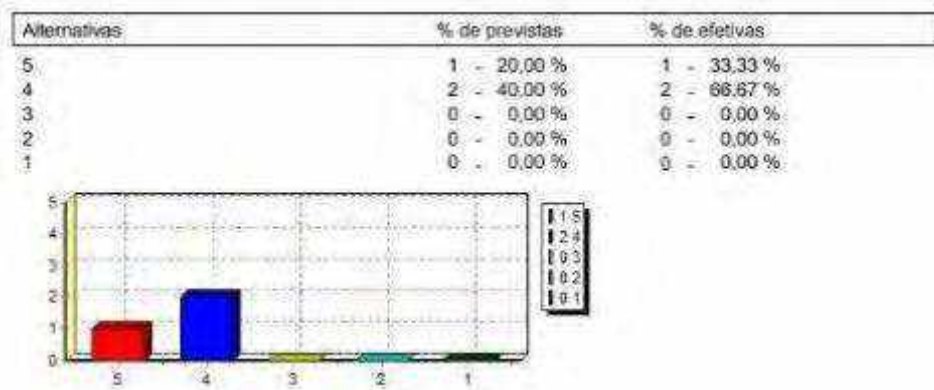 Alternativas % de previstas % de efetivas
5 1 - 20,00 % 1 - 33,33 %
4 2 - 40,00 % 2 - 66,67 %
3 0 - 0,00 % 0 - 0,00 %
2 0 - 0,00 % 0 - 0,00 %
1 0 - 0,00 % 0 - 0,00 %
5
4
3
2
1
0
5 4 3 2 1
1 5
2 4
0 3
0 2
0 1